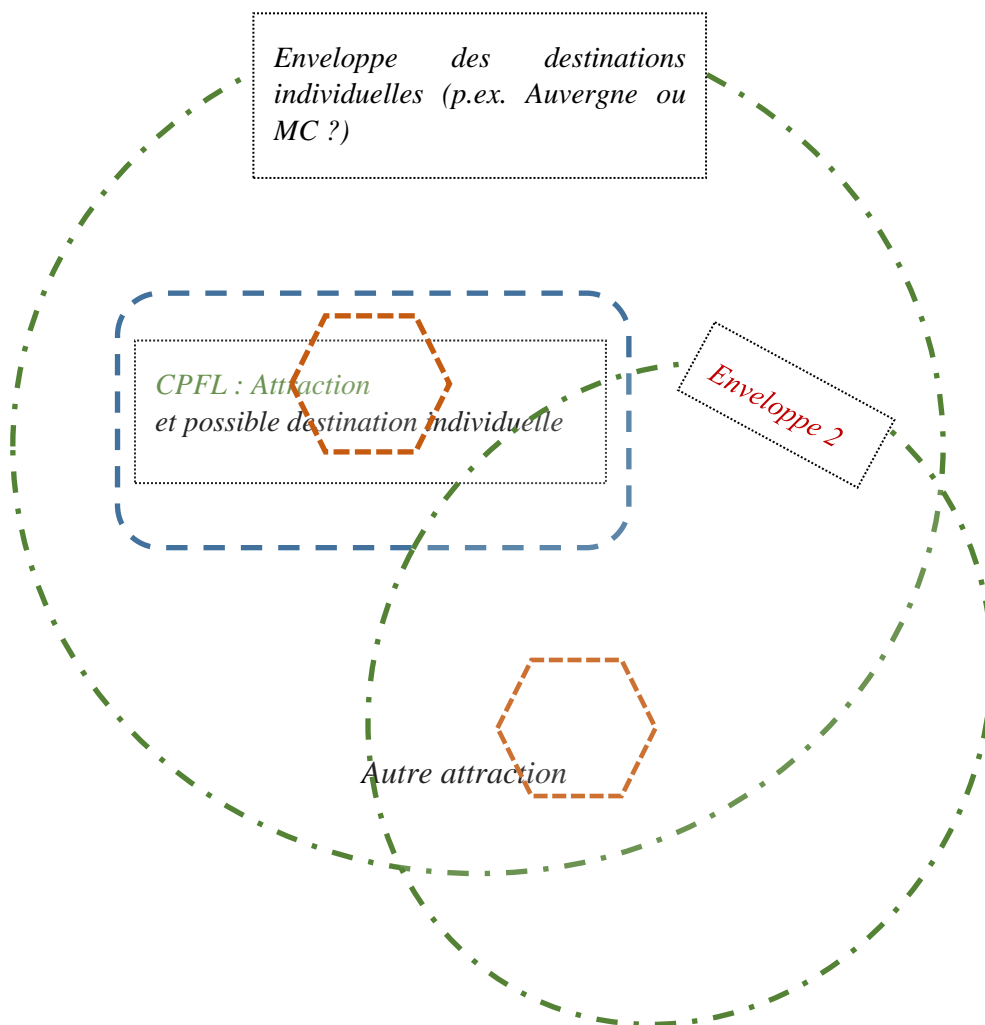 Enveloppe des destinations
individuelles (p.ex. Auvergne ou
MC ?)
CPFL : Attraction
et possible destination individuelle
Enveloppe 2
Autre attraction